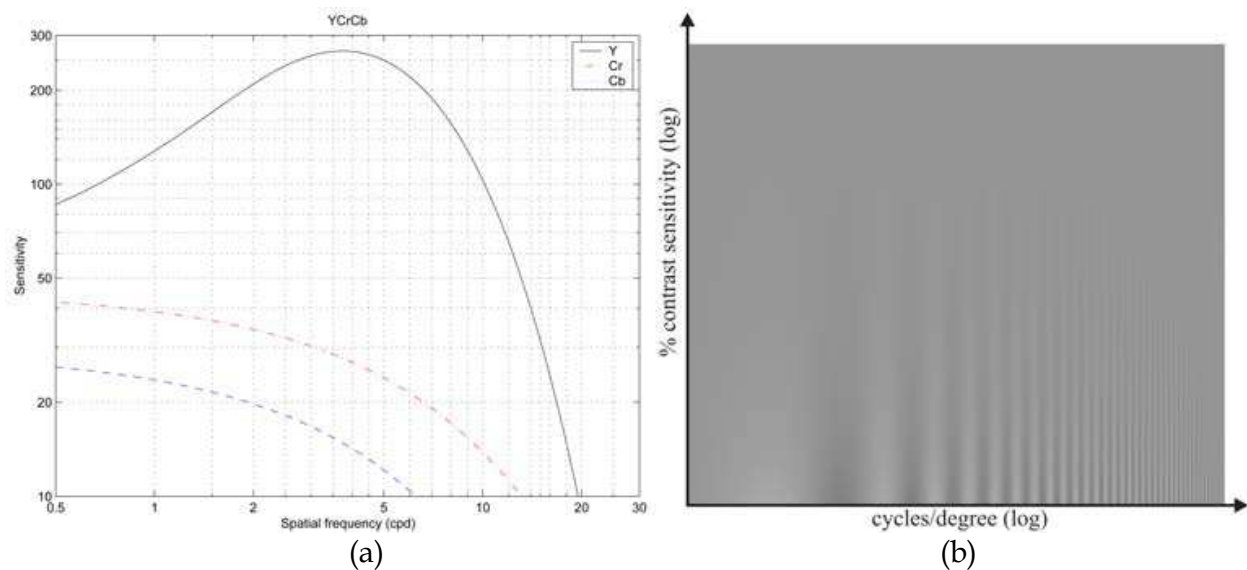 YCrCb
300
200
100
50
20
10
Sensitivity
0.5 1 2 5 10 20 30
Spatial frequency (cpd)
Y
Cr
Cb
(a)
% contrast sensitivity (log)
cycles/degree (log)
(b)